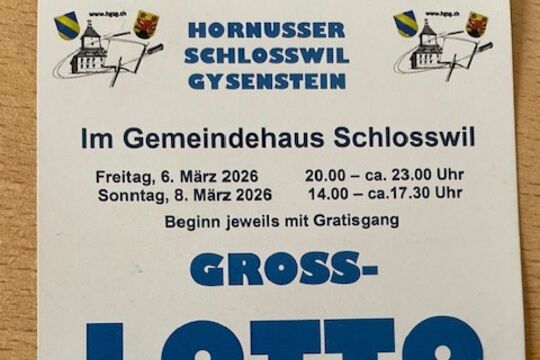 www.hgsg.ch www.hgsg.ch
HORNUSSER
SCHLOSSWIL
GYSENSTEIN
Im Gemeindehaus Schlosswil
Freitag, 6. März 2026 20.00 – ca. 23.00 Uhr
Sonntag, 8. März 2026 14.00 – ca.17.30 Uhr
Beginn jeweils mit Gratisgang
GROSS-
LOTTO